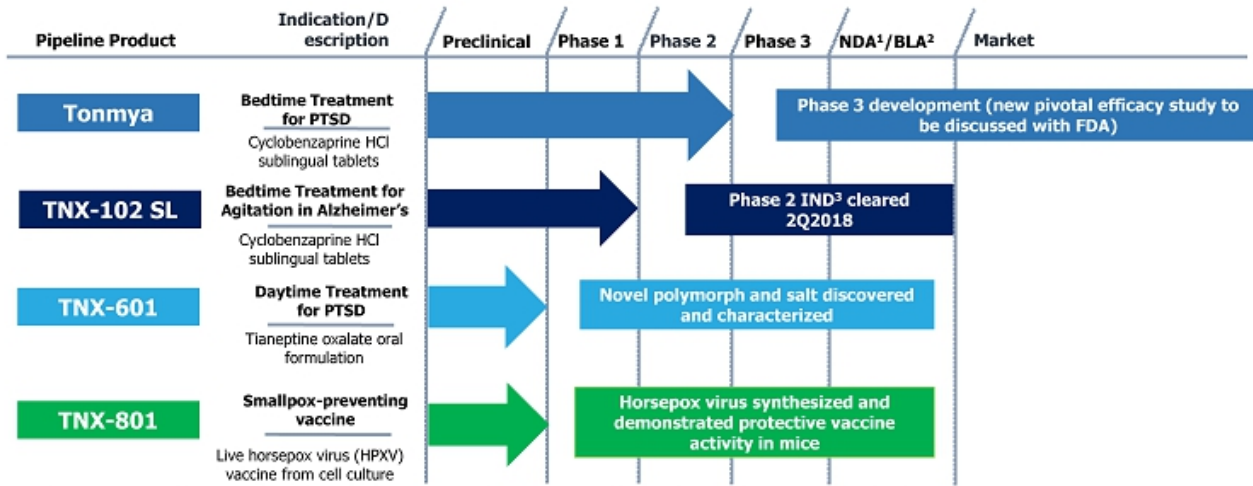 Pipeline Product
Indication/D
escription
Preclinical
Phase 1
Phase 2
Phase 3
NDA¹/BLA²
Market
Tonmya
Bedtime Treatment
for PTSD
Cyclobenzaprine HCl
sublingual tablets
Phase 3 development (new pivotal efficacy study to
be discussed with FDA)
TNX-102 SL
Bedtime Treatment for
Agitation in Alzheimer's
Cyclobenzaprine HCl
sublingual tablets
Phase 2 IND³ cleared
2Q2018
TNX-601
Daytime Treatment
for PTSD
Tianeptine oxalate oral
formulation
Novel polymorph and salt discovered
and characterized
TNX-801
Smallpox-preventing
vaccine
Live horsepox virus (HPXV)
vaccine from cell culture
Horsepox virus synthesized and
demonstrated protective vaccine
activity in mice